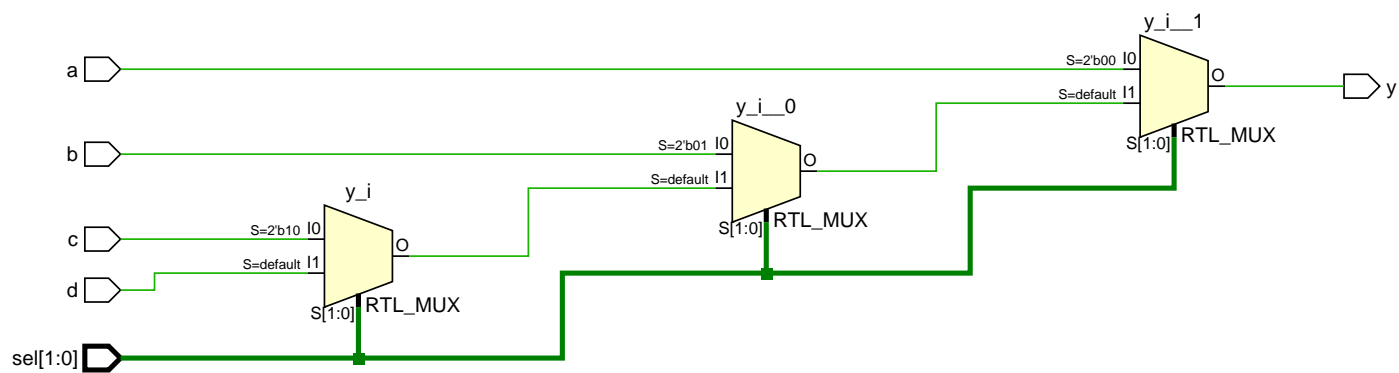 y_i__1
a
S=2'b00 I0
O
S=default I1
y
y_i__0
S[1:0]
RTL_MUX
b
S=2'b01 I0
O
S=default I1
y_i
S[1:0]
RTL_MUX
c
S=2'b10 I0
O
S=default I1
d
S[1:0]
RTL_MUX
sel[1:0]